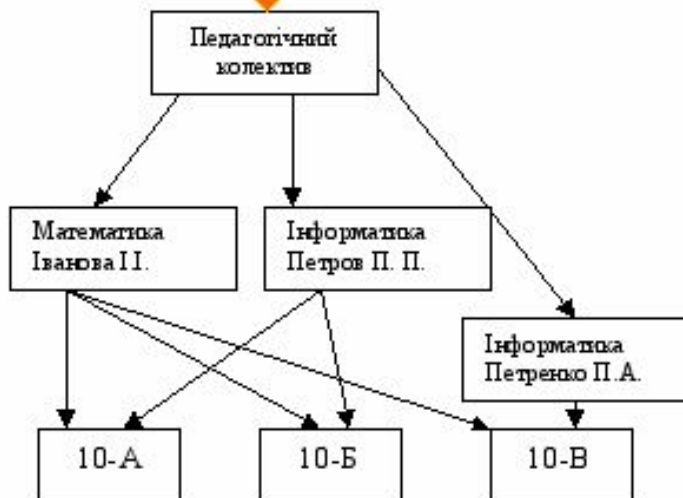 Педагогічний
колектив
Математика
Іванова І.І.
Інформатика
Петров П. П.
Інформатика
Петренко П.А.
10-А
10-Б
10-В